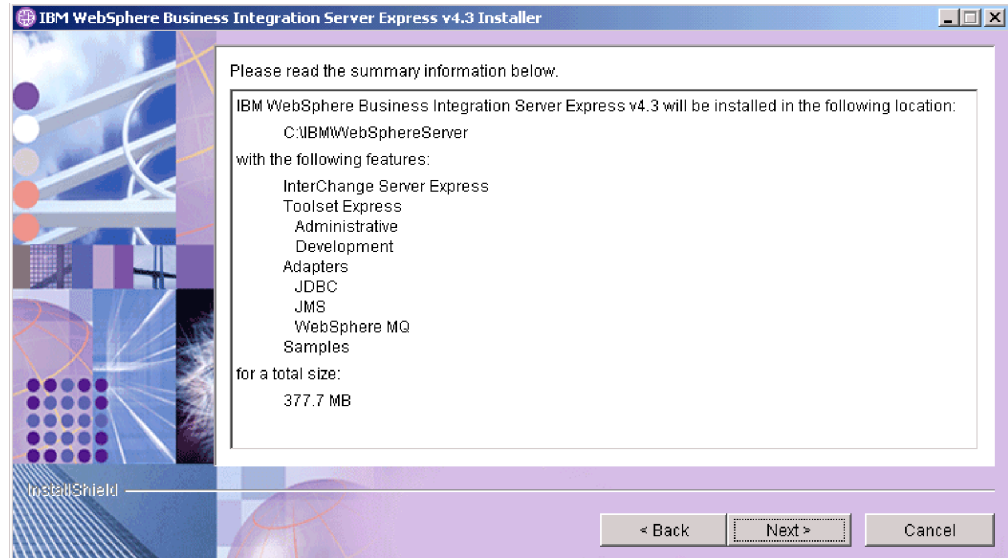 IBM WebSphere Business Integration Server Express v4.3 Installer
Please read the summary information below.
IBM WebSphere Business Integration Server Express v4.3 will be installed in the following location:
C:\IBM\WebSphereServer
with the following features:
InterChange Server Express
Toolset Express
Administrative
Development
Adapters
JDBC
JMS
WebSphere MQ
Samples
for a total size:
377.7 MB
InstallShield
< Back
Next >
Cancel